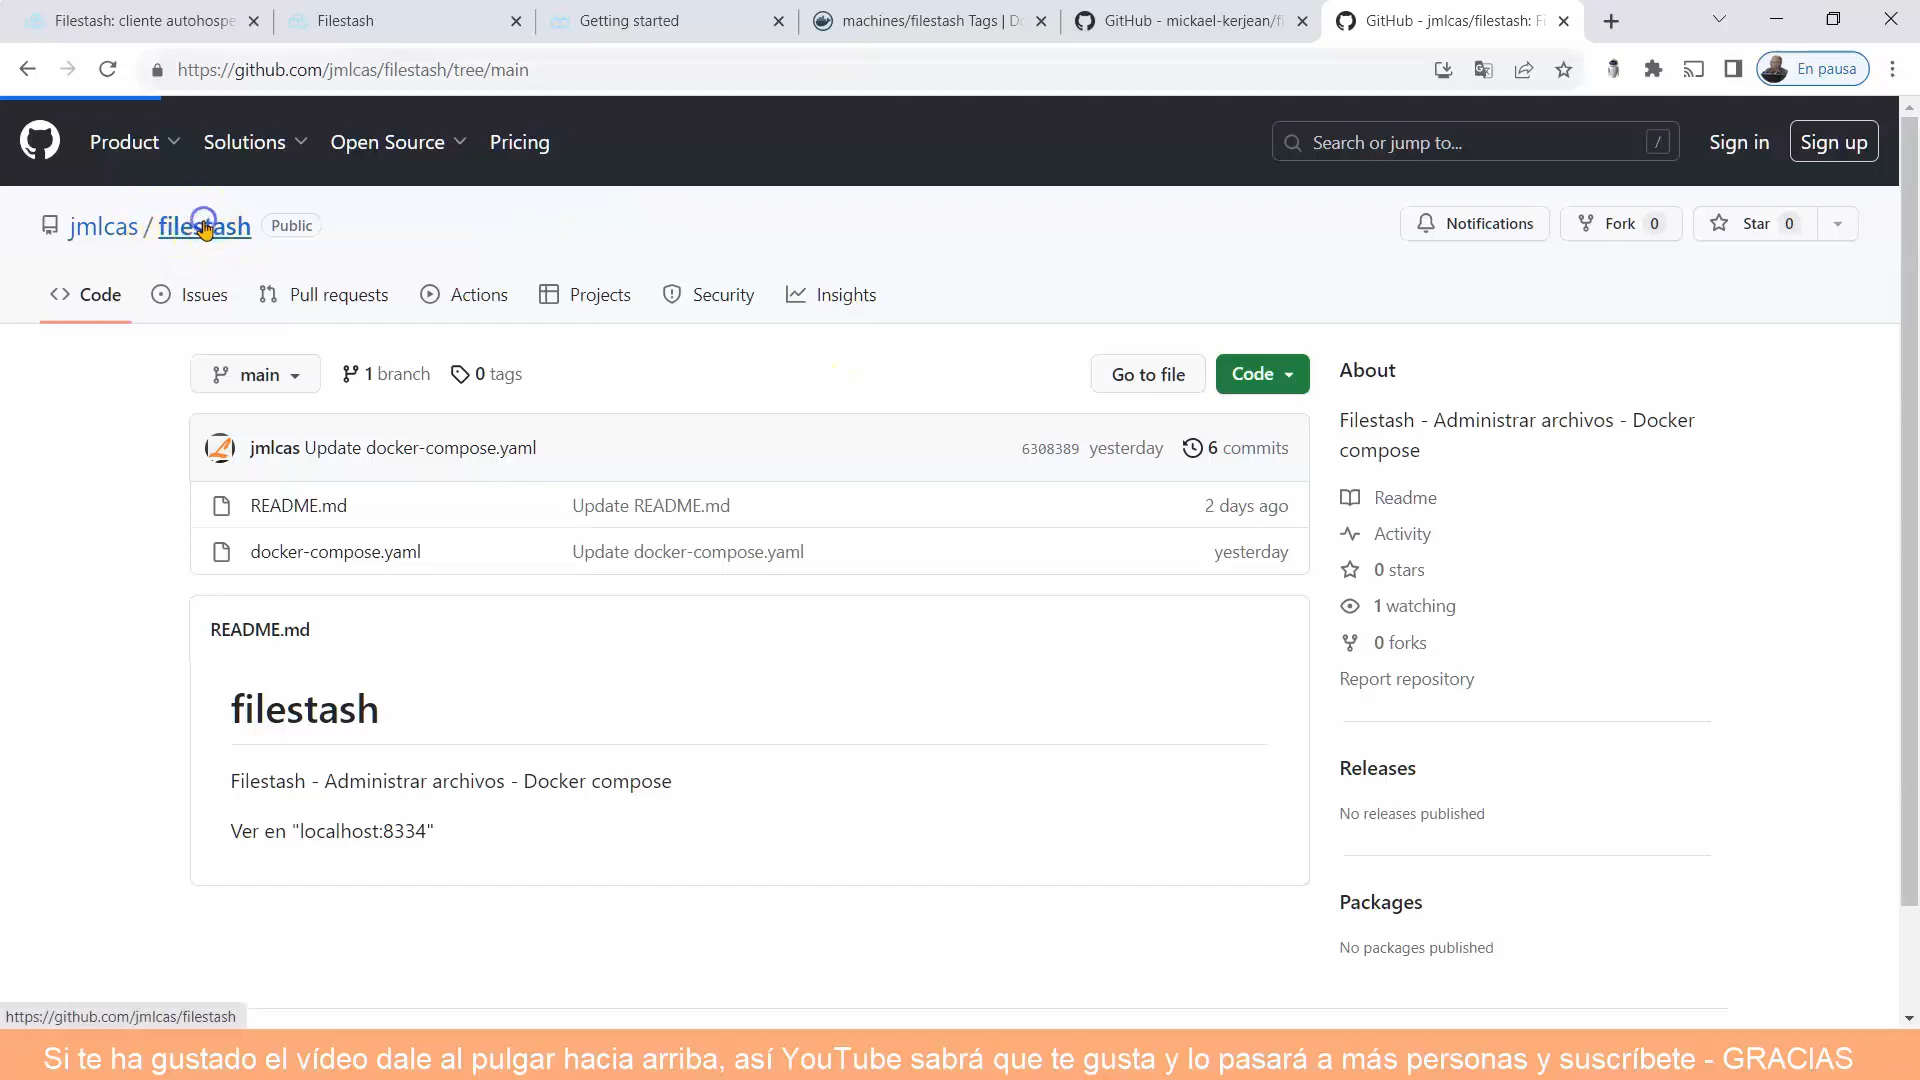 Filestash: cliente autohospe
Filestash
Getting started
machines/filestash Tags | Do
GitHub - mickael-kerjean/fi
GitHub - jmlcas/filestash: Fi
https://github.com/jmlcas/filestash/tree/main
En pausa
Product
Solutions
Open Source
Pricing
Search or jump to...
/
Sign in
Sign up
jmlcas / filestash
Public
Notifications
Fork 0
Star 0
Code
Issues
Pull requests
Actions
Projects
Security
Insights
main
1 branch
0 tags
Go to file
Code
jmlcas Update docker-compose.yaml
6308389 yesterday
6 commits
README.md
Update README.md
2 days ago
docker-compose.yaml
Update docker-compose.yaml
yesterday
README.md
filestash
Filestash - Administrar archivos - Docker compose
Ver en "localhost:8334"
About
Filestash - Administrar archivos - Docker
compose
Readme
Activity
0 stars
1 watching
0 forks
Report repository
Releases
No releases published
Packages
No packages published
https://github.com/jmlcas/filestash
Si te ha gustado el vídeo dale al pulgar hacia arriba, así YouTube sabrá que te gusta y lo pasará a más personas y suscríbete - GRACIAS